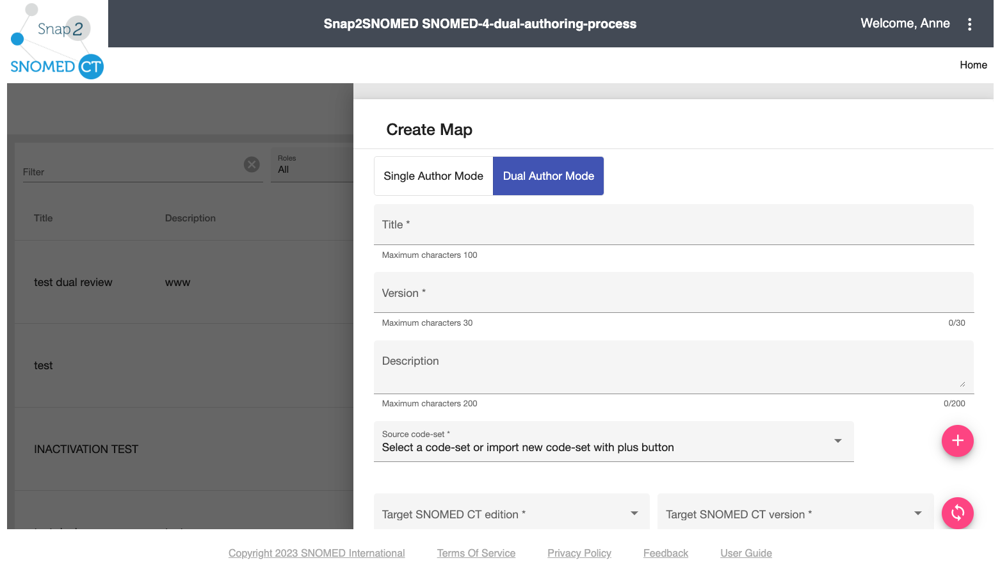 Snap2
SNOMED CT
Snap2SNOMED SNOMED-4-dual-authoring-process
Welcome, Anne
Home
Filter
Roles
All
Title Description
test dual review www
test
INACTIVATION TEST
Create Map
Single Author Mode Dual Author Mode
Title *
Maximum characters 100
Version *
Maximum characters 30 0/30
Description
Maximum characters 200 0/200
Source code-set *
Select a code-set or import new code-set with plus button
Target SNOMED CT edition * Target SNOMED CT version *
Copyright 2023 SNOMED International Terms Of Service Privacy Policy Feedback User Guide